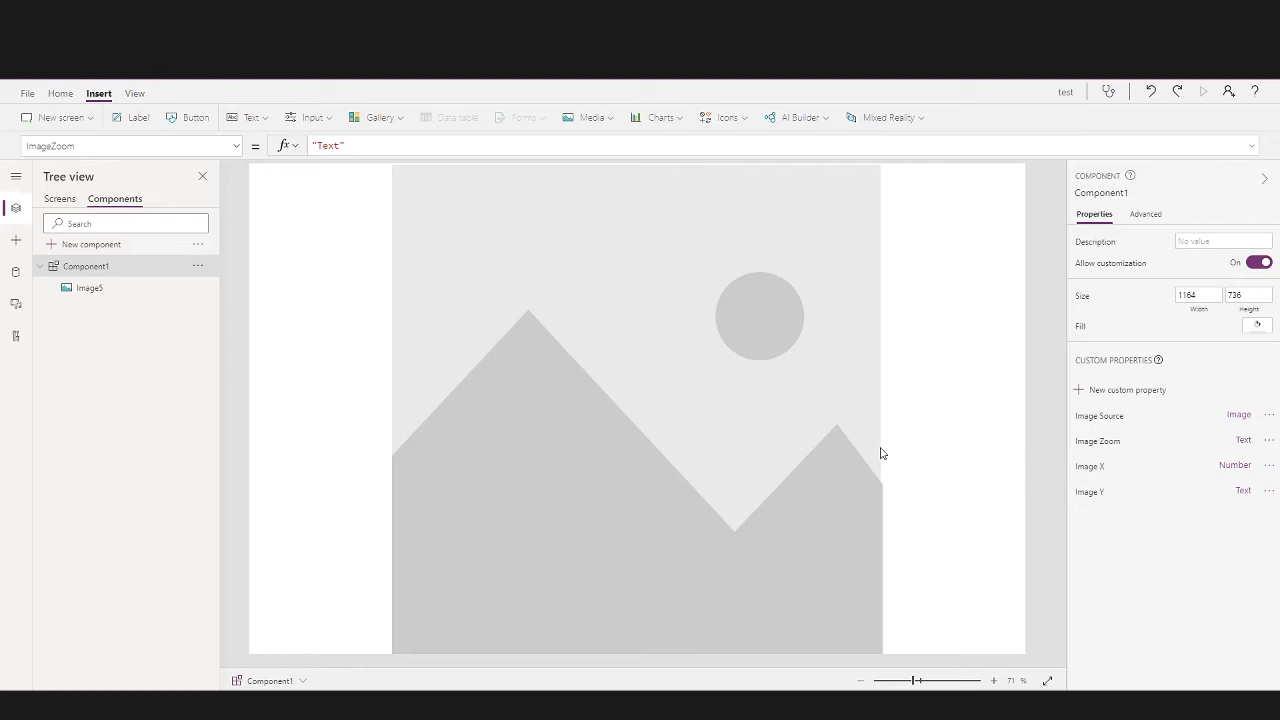 File Home Insert View test
New screen Label Button Text Input Gallery Data table Forms Media Charts Icons AI Builder Mixed Reality
ImageZoom = fx "Text"
Tree view
Screens Components
Search
New component
Component1
Image5
COMPONENT
Component1
Properties Advanced
Description No value
Allow customization On
Size 1164 736
Width Height
Fill
CUSTOM PROPERTIES
New custom property
Image Source Image
Image Zoom Text
Image X Number
Image Y Text
Component1 71 %